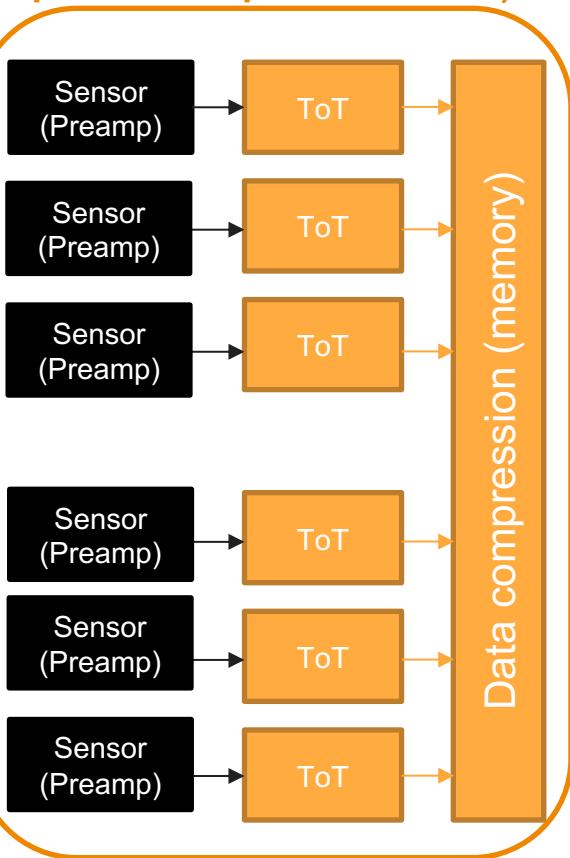 Sensor
(Preamp)
ToT
Sensor
(Preamp)
ToT
Sensor
(Preamp)
ToT
Sensor
(Preamp)
ToT
Sensor
(Preamp)
ToT
Sensor
(Preamp)
ToT
Data compression (memory)